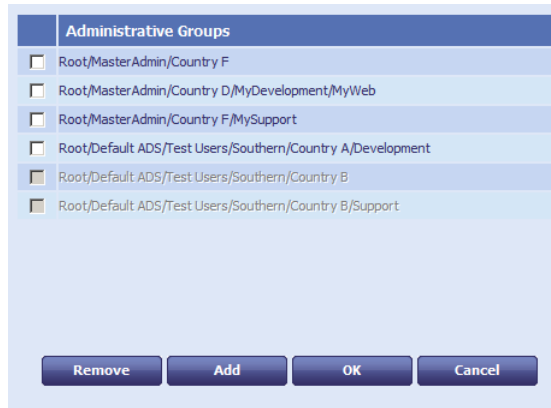 Administrative Groups
Root/MasterAdmin/Country F
Root/MasterAdmin/Country D/MyDevelopment/MyWeb
Root/MasterAdmin/Country F/MySupport
Root/Default ADS/Test Users/Southern/Country A/Development
Root/Default ADS/Test Users/Southern/Country B
Root/Default ADS/Test Users/Southern/Country B/Support
Remove Add OK Cancel